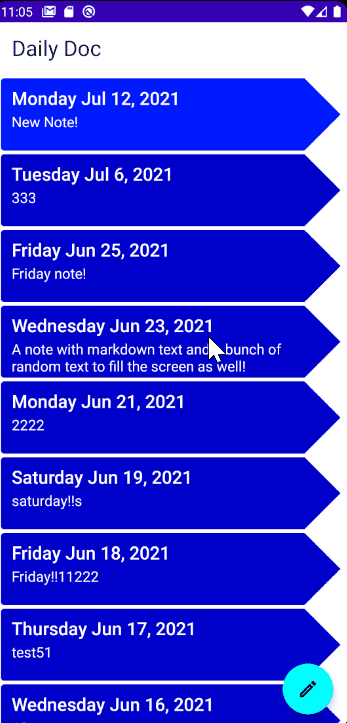 11:05
Daily Doc
Monday Jul 12, 2021
New Note!
Tuesday Jul 6, 2021
333
Friday Jun 25, 2021
Friday note!
Wednesday Jun 23, 2021
A note with markdown text and bunch of
random text to fill the screen as well!
Monday Jun 21, 2021
2222
Saturday Jun 19, 2021
saturday!!s
Friday Jun 18, 2021
Friday!!11222
Thursday Jun 17, 2021
test51
Wednesday Jun 16, 2021